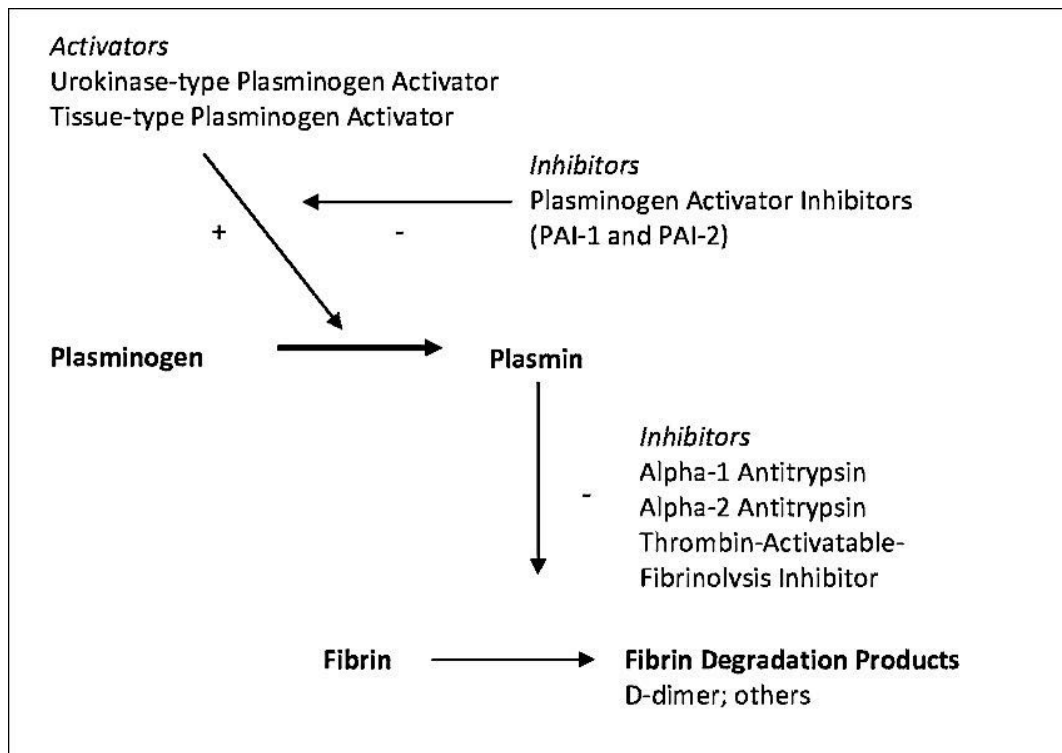 Activators
Urokinase-type Plasminogen Activator
Tissue-type Plasminogen Activator
Inhibitors
Plasminogen Activator Inhibitors
(PAI-1 and PAI-2)
+
-
Plasminogen
Plasmin
Inhibitors
Alpha-1 Antitrypsin
Alpha-2 Antitrypsin
Thrombin-Activatable-
Fibrinolvsis Inhibitor
-
Fibrin
Fibrin Degradation Products
D-dimer; others